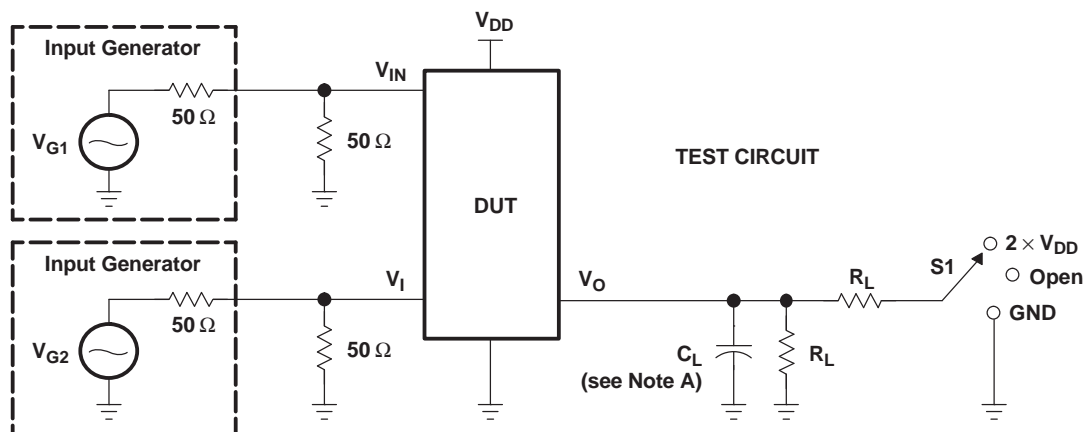 V_DD
Input Generator
V_IN
50 Ω
V_G1
50 Ω
TEST CIRCUIT
DUT
Input Generator
V_I
V_O
50 Ω
V_G2
50 Ω
C_L
(see Note A)
R_L
R_L
S1
2 × V_DD
Open
GND